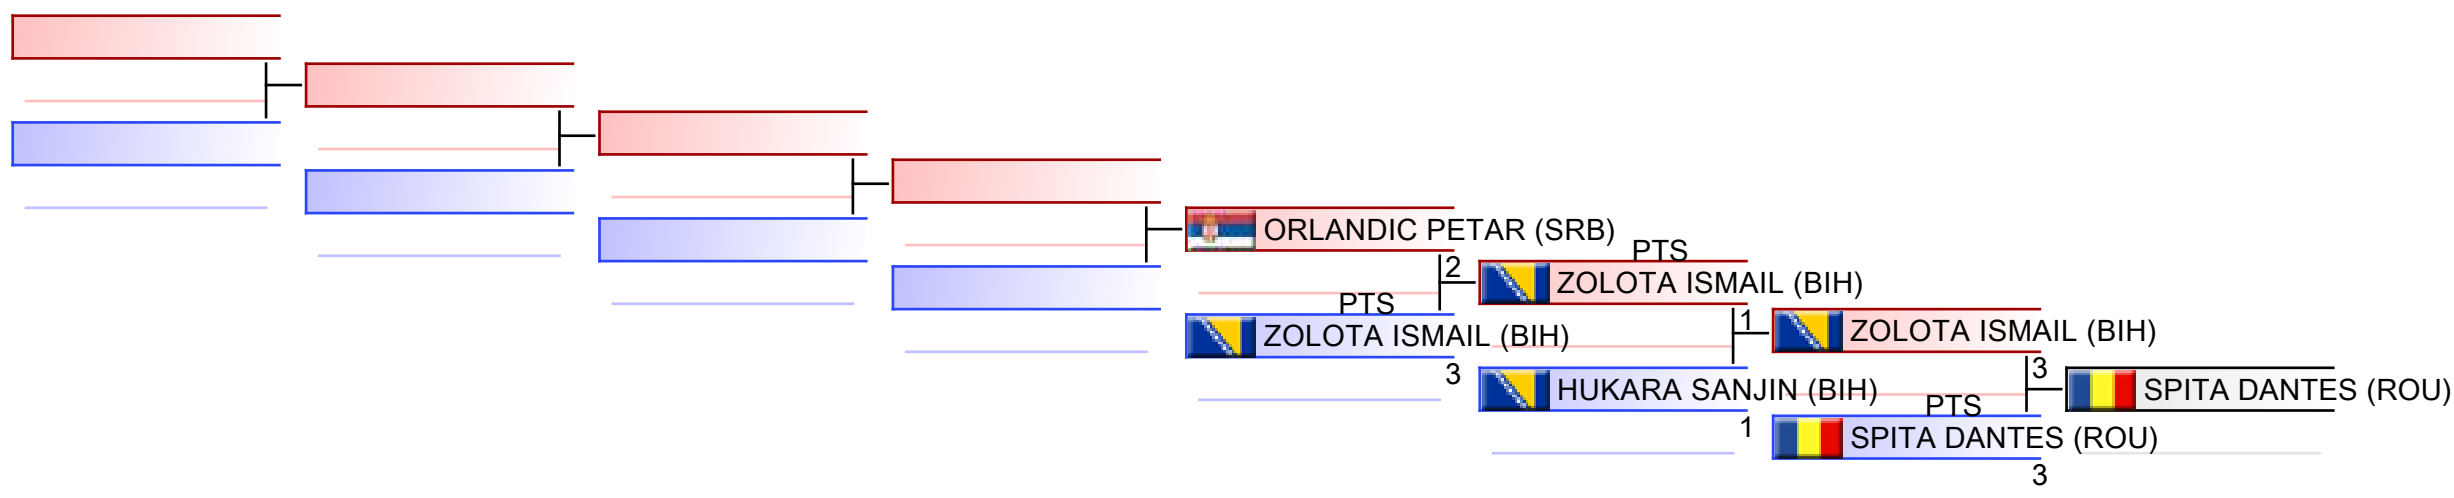 ORLANDIC PETAR (SRB)
2
PTS
ZOLOTA ISMAIL (BIH)
3
PTS
ZOLOTA ISMAIL (BIH)
1
HUKARA SANJIN (BIH)
1
ZOLOTA ISMAIL (BIH)
3
PTS
SPITA DANTES (ROU)
3
SPITA DANTES (ROU)